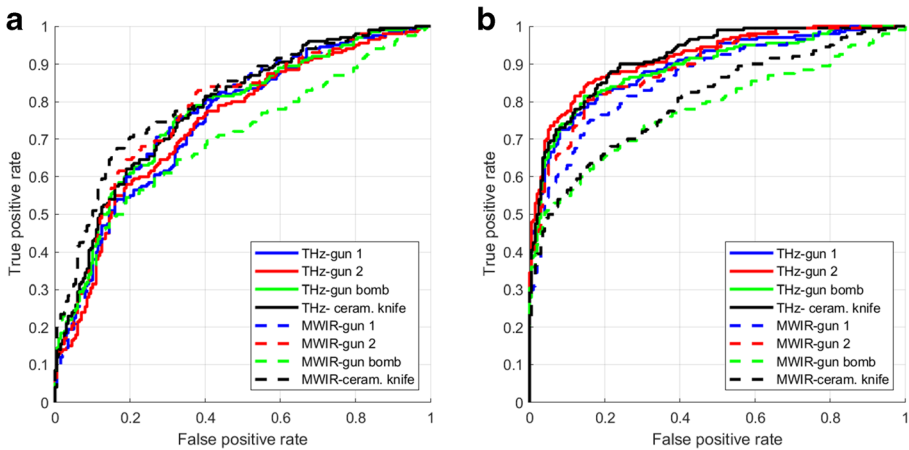 a
1
0.9
0.8
0.7
0.6
0.5
0.4
0.3
0.2
0.1
0
True positive rate
0 0.2 0.4 0.6 0.8 1
False positive rate
THz-gun 1
THz-gun 2
THz-gun bomb
THz- ceram. knife
MWIR-gun 1
MWIR-gun 2
MWIR-gun bomb
MWIR-ceram. knife
b
1
0.9
0.8
0.7
0.6
0.5
0.4
0.3
0.2
0.1
0
True positive rate
0 0.2 0.4 0.6 0.8 1
False positive rate
THz-gun 1
THz-gun 2
THz-gun bomb
THz- ceram. knife
MWIR-gun 1
MWIR-gun 2
MWIR-gun bomb
MWIR-ceram. knife